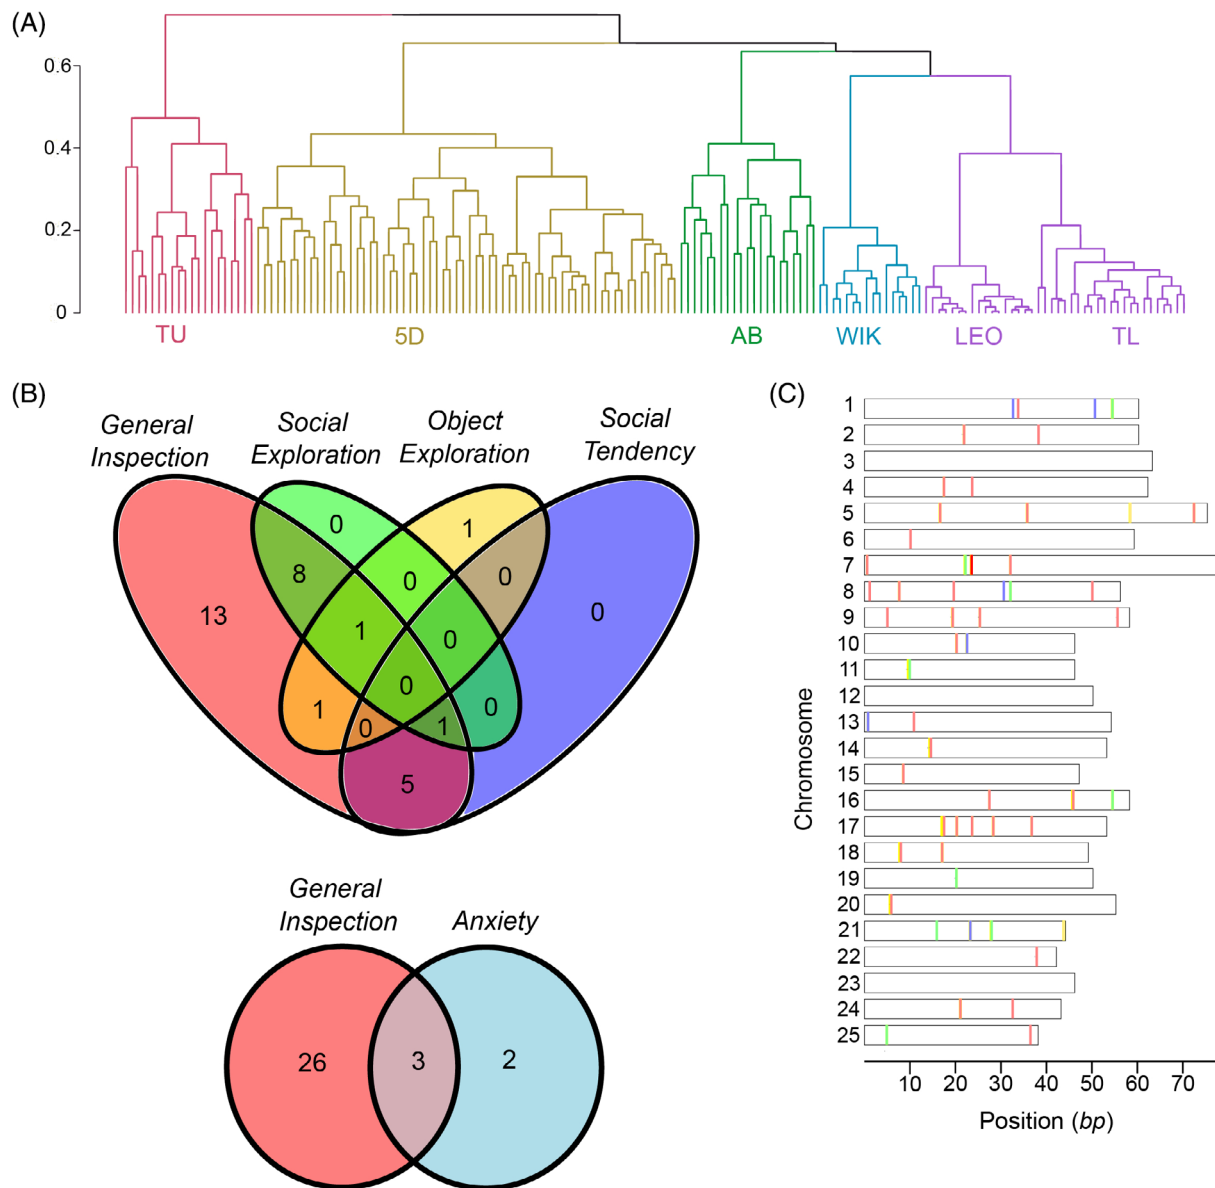 (A)
0.6
0.4
0.2
0
TU
5D
AB
WIK
LEO
TL
(B)
General
Inspection
Social
Exploration
Object
Exploration
Social
Tendency
0
1
8
0
0
13
0
1
0
0
1
0
1
0
5
General
Inspection
Anxiety
26
3
2
(C)
Chromosome
1
2
3
4
5
6
7
8
9
10
11
12
13
14
15
16
17
18
19
20
21
22
23
24
25
10 20 30 40 50 60 70
Position (bp)